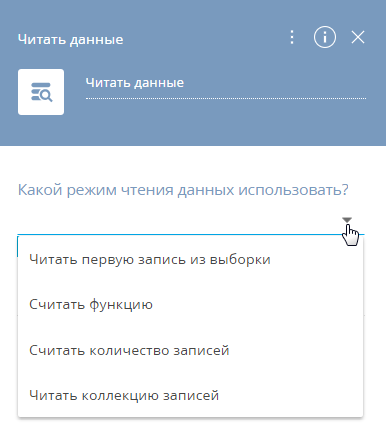 Читать данные
Читать данные
Какой режим чтения данных использовать?
Читать первую запись из выборки
Считать функцию
Считать количество записей
Читать коллекцию записей